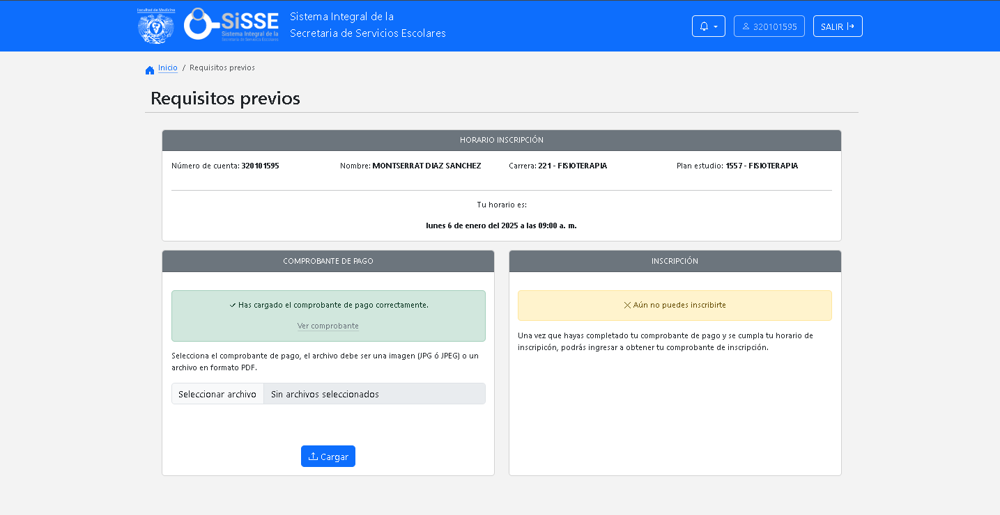 Facultad de Medicina
SiSSE
Sistema Integral de la
Secretaría de Servicios Escolares
Sistema Integral de la
Secretaria de Servicios Escolares
320101595
SALIR
Inicio / Requisitos previos
Requisitos previos
HORARIO INSCRIPCIÓN
Número de cuenta: 320101595 Nombre: MONTSERRAT DIAZ SANCHEZ Carrera: 221 - FISIOTERAPIA Plan estudio: 1557 - FISIOTERAPIA
Tu horario es:
lunes 6 de enero del 2025 a las 09:00 a. m.
COMPROBANTE DE PAGO
Has cargado el comprobante de pago correctamente.
Ver comprobante
Selecciona el comprobante de pago, el archivo debe ser una imagen (JPG ó JPEG) o un
archivo en formato PDF.
Seleccionar archivo Sin archivos seleccionados
Cargar
INSCRIPCIÓN
Aún no puedes inscribirte
Una vez que hayas completado tu comprobante de pago y se cumpla tu horario de
inscripicón, podrás ingresar a obtener tu comprobante de inscripción.